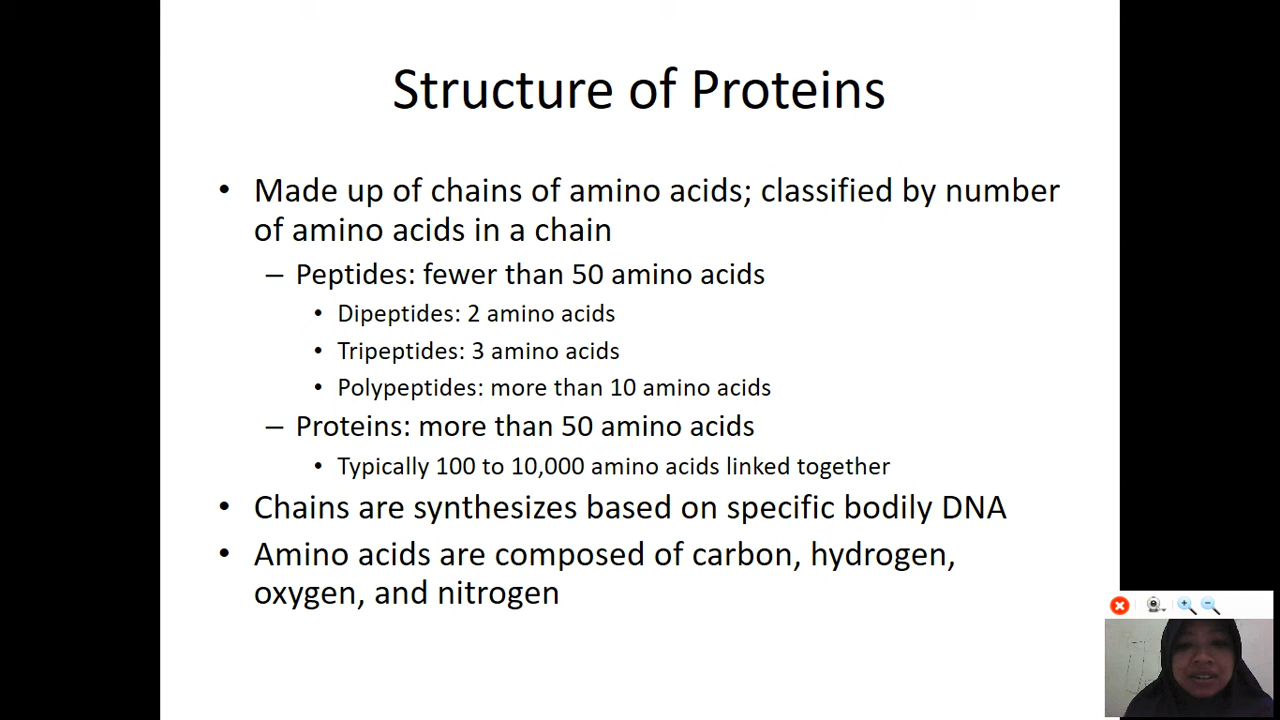 Structure of Proteins
• Made up of chains of amino acids; classified by number
of amino acids in a chain
– Peptides: fewer than 50 amino acids
• Dipeptides: 2 amino acids
• Tripeptides: 3 amino acids
• Polypeptides: more than 10 amino acids
– Proteins: more than 50 amino acids
• Typically 100 to 10,000 amino acids linked together
• Chains are synthesizes based on specific bodily DNA
• Amino acids are composed of carbon, hydrogen,
oxygen, and nitrogen